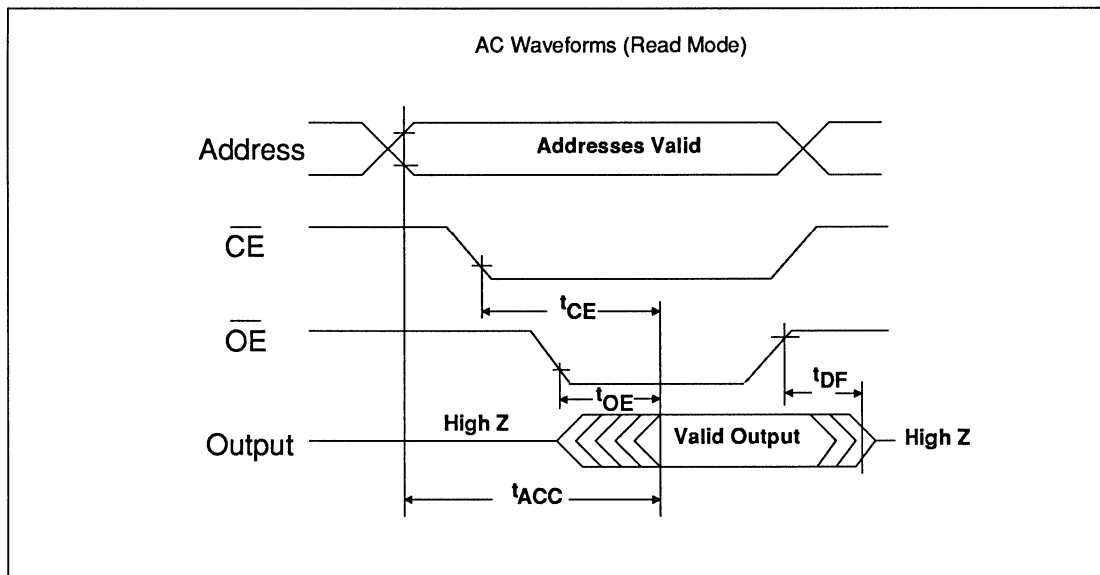 AC Waveforms (Read Mode)
Address
Addresses Valid
CE
tCE
OE
tOE
tDF
Output
High Z
Valid Output
High Z
tACC